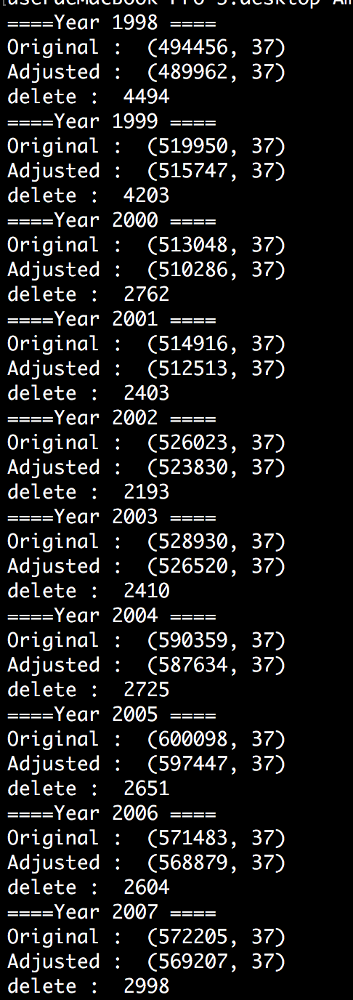 ====Year 1998 ====
Original :  (494456, 37)
Adjusted :  (489962, 37)
delete :  4494
====Year 1999 ====
Original :  (519950, 37)
Adjusted :  (515747, 37)
delete :  4203
====Year 2000 ====
Original :  (513048, 37)
Adjusted :  (510286, 37)
delete :  2762
====Year 2001 ====
Original :  (514916, 37)
Adjusted :  (512513, 37)
delete :  2403
====Year 2002 ====
Original :  (526023, 37)
Adjusted :  (523830, 37)
delete :  2193
====Year 2003 ====
Original :  (528930, 37)
Adjusted :  (526520, 37)
delete :  2410
====Year 2004 ====
Original :  (590359, 37)
Adjusted :  (587634, 37)
delete :  2725
====Year 2005 ====
Original :  (600098, 37)
Adjusted :  (597447, 37)
delete :  2651
====Year 2006 ====
Original :  (571483, 37)
Adjusted :  (568879, 37)
delete :  2604
====Year 2007 ====
Original :  (572205, 37)
Adjusted :  (569207, 37)
delete :  2998